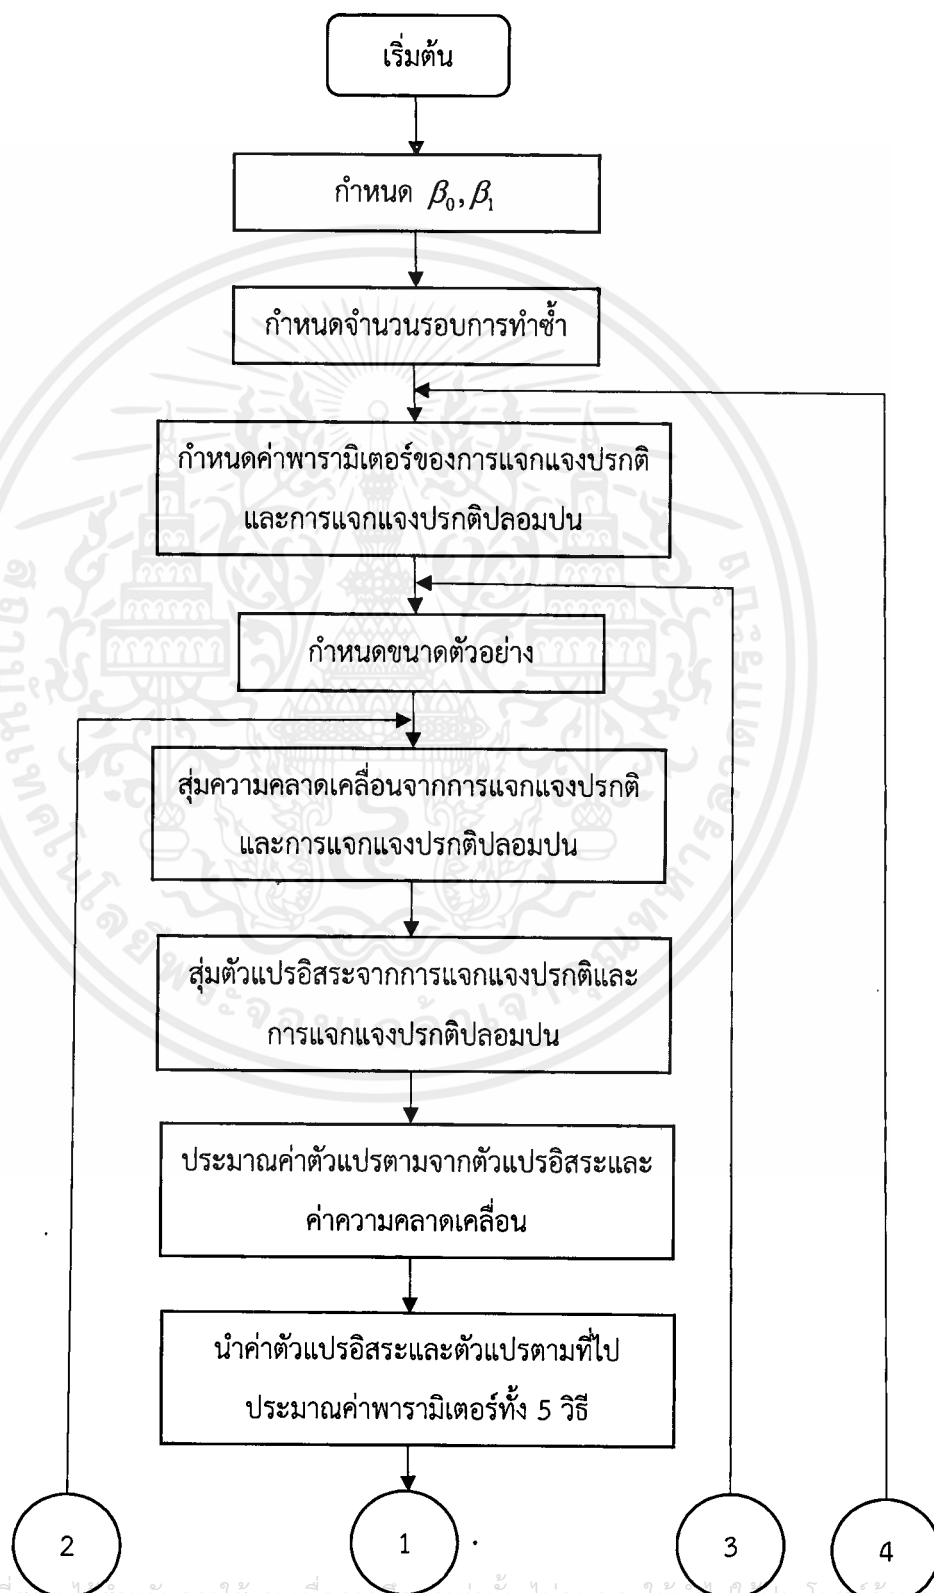 เริ่มต้น
กำหนด β₀, β₁
กำหนดจำนวนรอบการทำซ้ำ
กำหนดค่าพารามิเตอร์ของการแจกแจงปรกติ
และการแจกแจงปรกติปลอมปน
กำหนดขนาดตัวอย่าง
สุ่มความคลาดเคลื่อนจากการแจกแจงปรกติ
และการแจกแจงปรกติปลอมปน
สุ่มตัวแปรอิสระจากการแจกแจงปรกติและ
การแจกแจงปรกติปลอมปน
ประมาณค่าตัวแปรตามจากตัวแปรอิสระและ
ค่าความคลาดเคลื่อน
นำค่าตัวแปรอิสระและตัวแปรตามที่ไป
ประมาณค่าพารามิเตอร์ทั้ง 5 วิธี
2
1
3
4